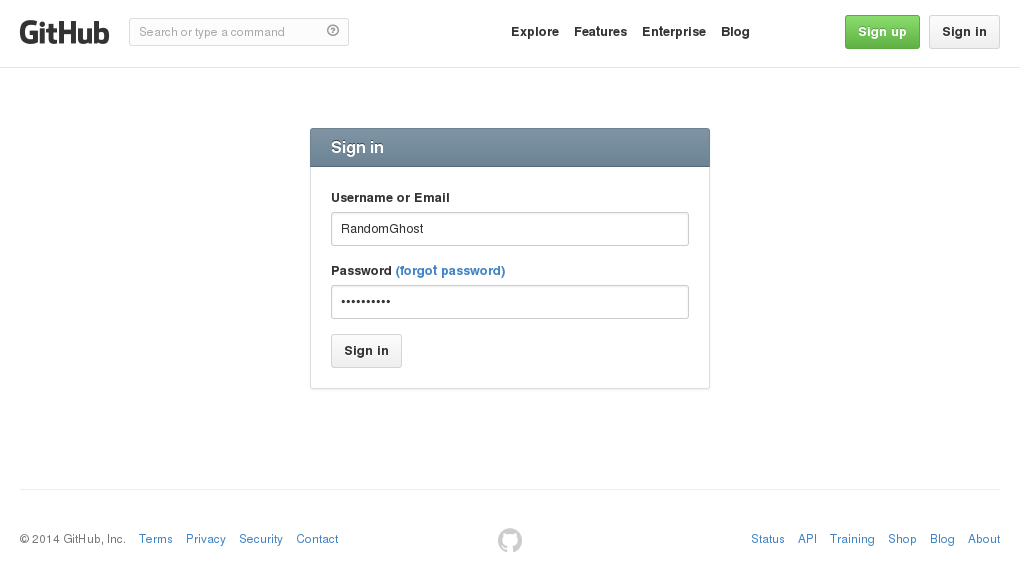 GitHub Search or type a command Explore Features Enterprise Blog Sign up Sign in
Sign in
Username or Email
RandomGhost
Password (forgot password)
••••••••••
Sign in
© 2014 GitHub, Inc. Terms Privacy Security Contact Status API Training Shop Blog About